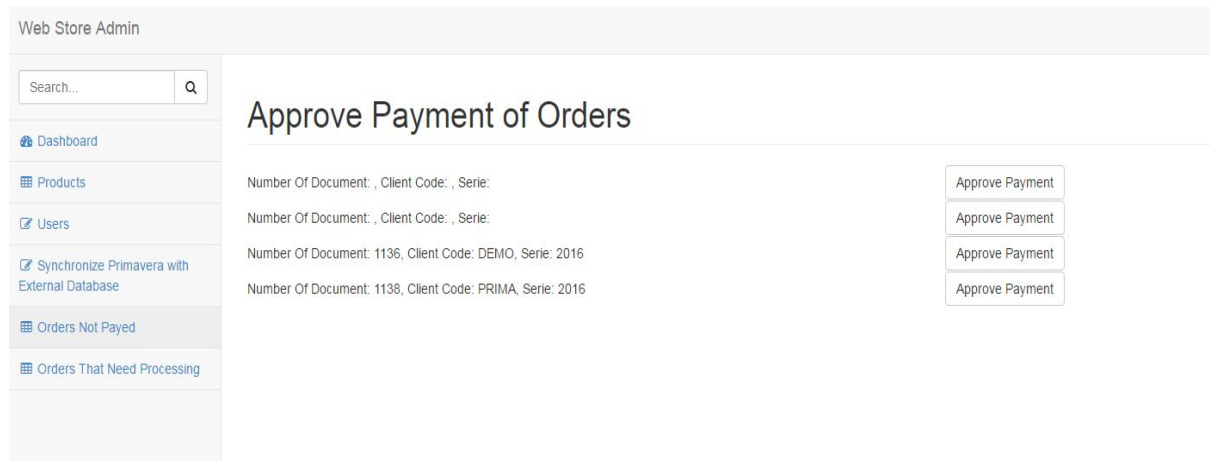 Web Store Admin
Search...
Dashboard
Products
Users
Synchronize Primavera with
External Database
Orders Not Payed
Orders That Need Processing
Approve Payment of Orders
Number Of Document: , Client Code: , Serie:
Approve Payment
Number Of Document: , Client Code: , Serie:
Approve Payment
Number Of Document: 1136, Client Code: DEMO, Serie: 2016
Approve Payment
Number Of Document: 1138, Client Code: PRIMA, Serie: 2016
Approve Payment